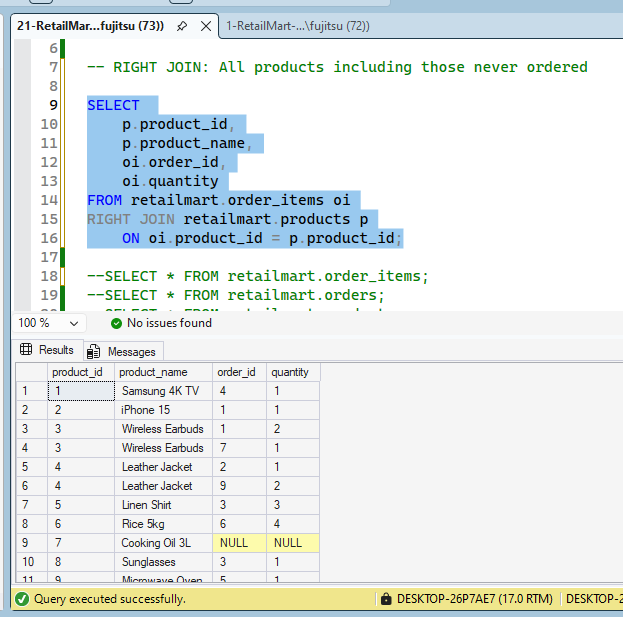 21-RetailMar...fujitsu (73))
1-RetailMart-...\fujitsu (72))
6
7 -- RIGHT JOIN: All products including those never ordered
8
9 SELECT
10 p.product_id,
11 p.product_name,
12 oi.order_id,
13 oi.quantity
14 FROM retailmart.order_items oi
15 RIGHT JOIN retailmart.products p
16 ON oi.product_id = p.product_id;
17
18 --SELECT * FROM retailmart.order_items;
19 --SELECT * FROM retailmart.orders;
100 % No issues found
Results Messages
product_id product_name order_id quantity
1 1 Samsung 4K TV 4 1
2 2 iPhone 15 1 1
3 3 Wireless Earbuds 1 2
4 3 Wireless Earbuds 7 1
5 4 Leather Jacket 2 1
6 4 Leather Jacket 9 2
7 5 Linen Shirt 3 3
8 6 Rice 5kg 6 4
9 7 Cooking Oil 3L NULL NULL
10 8 Sunglasses 3 1
11 9 Microwave Oven 5 1
Query executed successfully. DESKTOP-26P7AE7 (17.0 RTM) DESKTOP-2